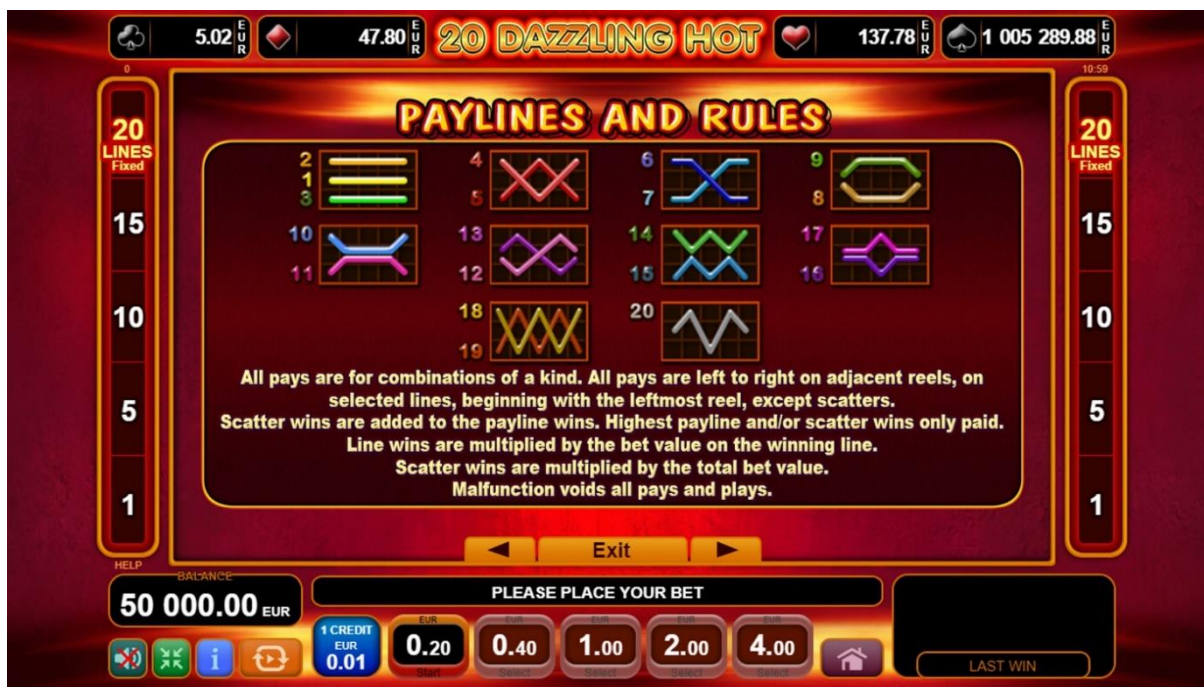 5.02 EUR
47.80 EUR
20 DAZZLING HOT
137.78 EUR
1 005 289.88 EUR
0
10:59
20
LINES
Fixed
15
10
5
1
20
LINES
Fixed
15
10
5
1
PAYLINES AND RULES
2
1
3
4
5
6
7
9
8
10
11
13
12
14
15
17
16
18
19
20
All pays are for combinations of a kind. All pays are left to right on adjacent reels, on
selected lines, beginning with the leftmost reel, except scatters.
Scatter wins are added to the payline wins. Highest payline and/or scatter wins only paid.
Line wins are multiplied by the bet value on the winning line.
Scatter wins are multiplied by the total bet value.
Malfunction voids all pays and plays.
Exit
HELP
BALANCE
50 000.00 EUR
PLEASE PLACE YOUR BET
1 CREDIT
EUR
0.01
EUR
0.20
Start
EUR
0.40
Select
EUR
1.00
Select
EUR
2.00
Select
EUR
4.00
Select
i
LAST WIN